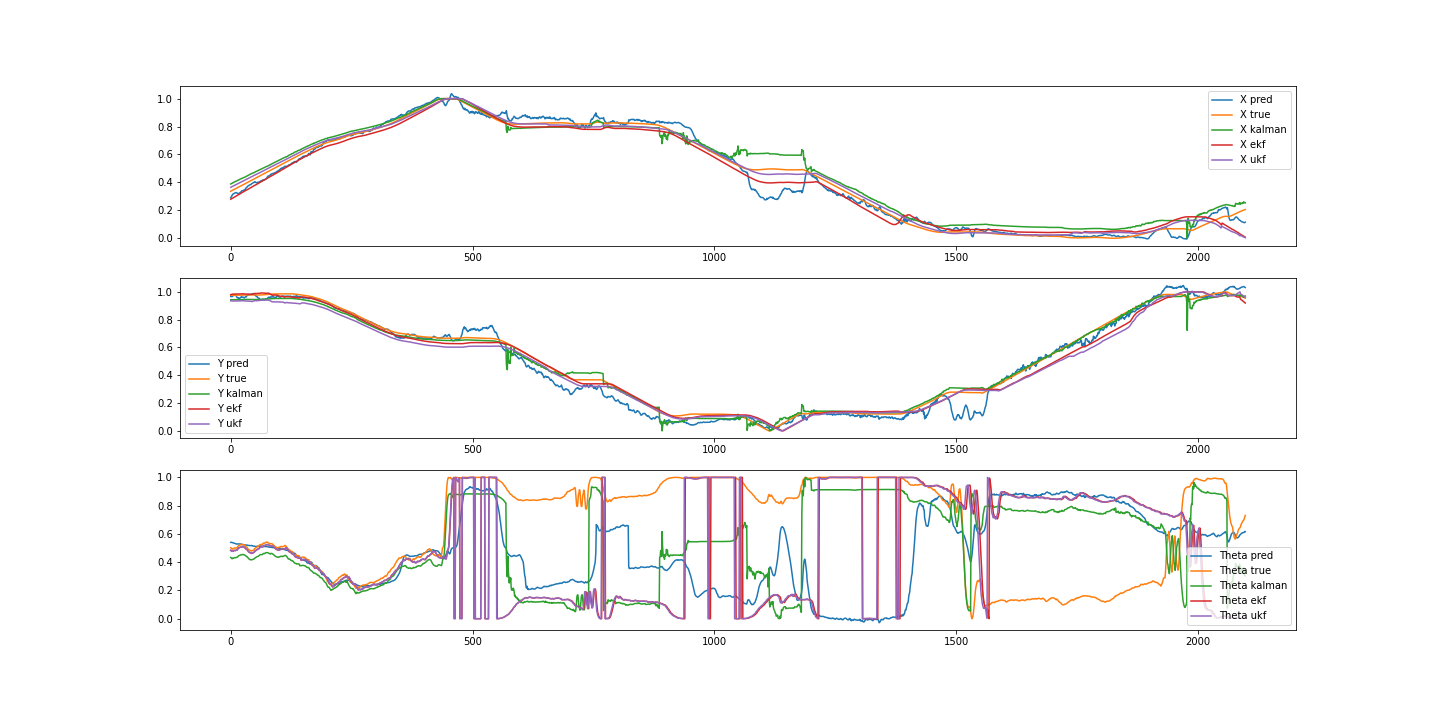 1.0
0.8
0.6
0.4
0.2
0.0
0
500
1000
1500
2000
X pred
X true
X kalman
X ekf
X ukf
1.0
0.8
0.6
0.4
0.2
0.0
0
500
1000
1500
2000
Y pred
Y true
Y kalman
Y ekf
Y ukf
1.0
0.8
0.6
0.4
0.2
0.0
0
500
1000
1500
2000
Theta pred
Theta true
Theta kalman
Theta ekf
Theta ukf